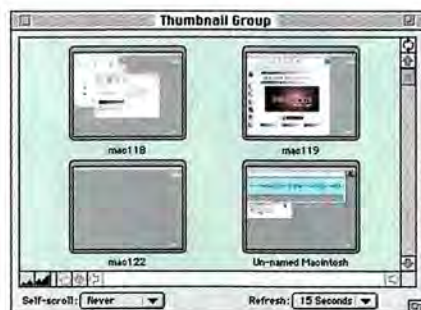 Thumbnail Group
mac118 mac119
mac122 Un-named Macintosh
Self-scroll: Never Refresh: 15 Seconds